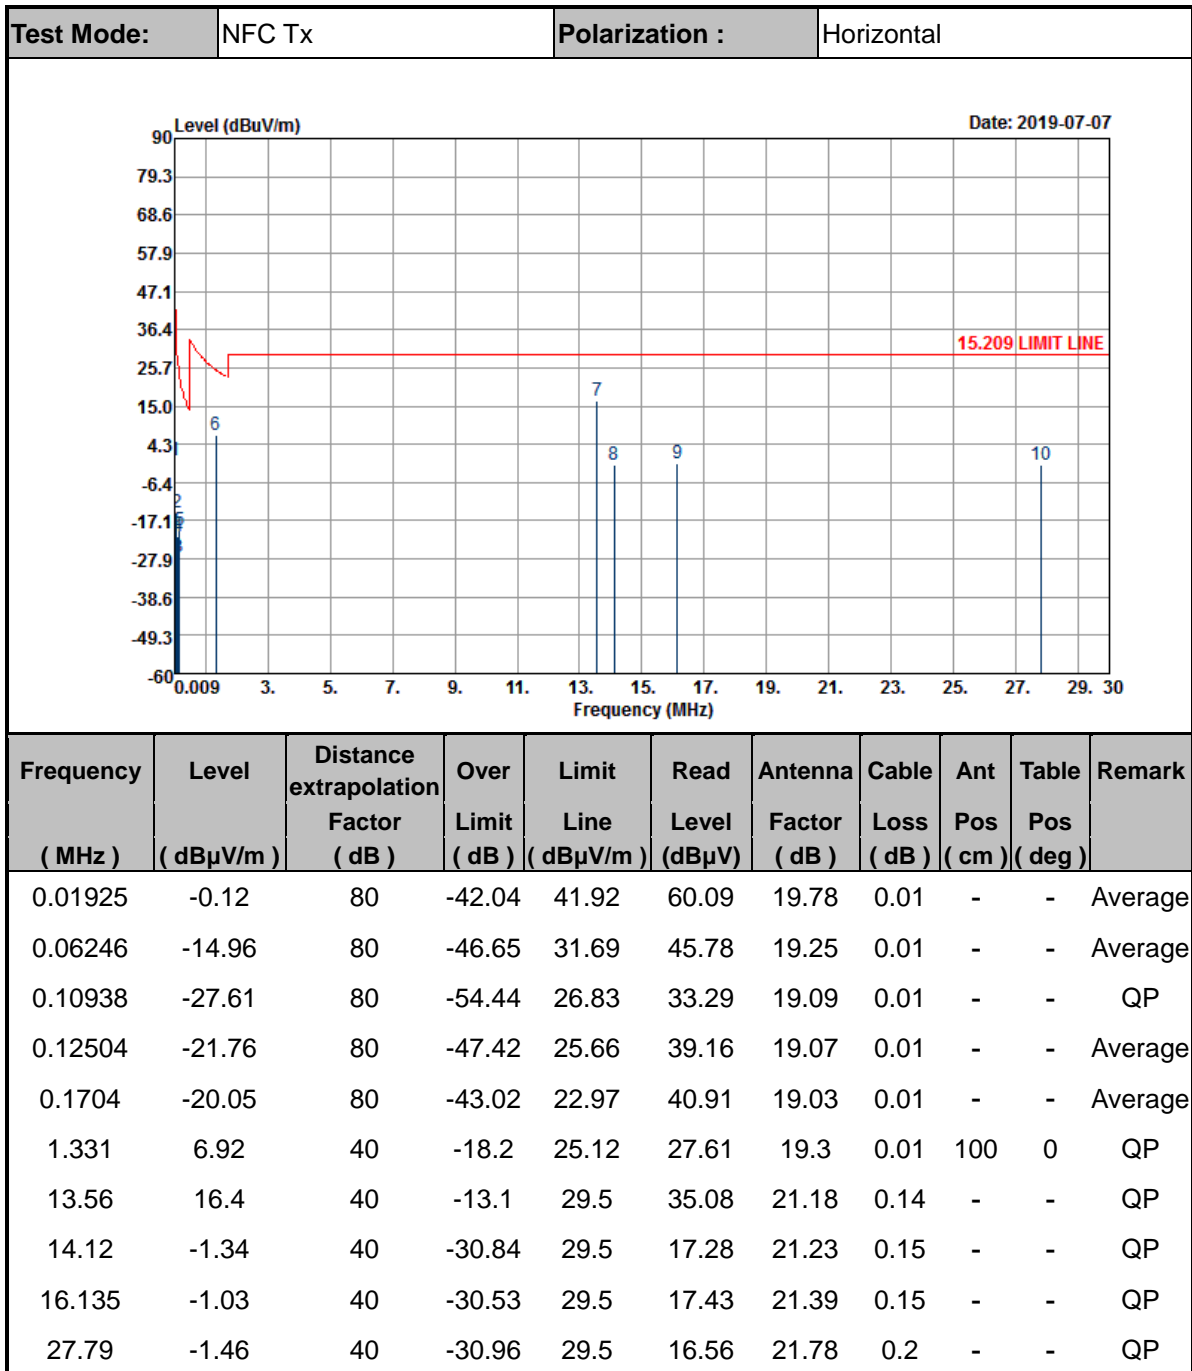 Test Mode: NFC Tx Polarization : Horizontal
Level (dBuV/m) Date: 2019-07-07
90
79.3
68.6
57.9
47.1
36.4
15.209 LIMIT LINE
25.7
7
15.0
6
4.3
1
8 9 10
-6.4
2
-17.1
5
-27.9
-38.6
-49.3
-60
0.009 3. 5. 7. 9. 11. 13. 15. 17. 19. 21. 23. 25. 27. 29. 30
Frequency (MHz)
Frequency Level Distance extrapolation Over Limit Read Antenna Cable Ant Table Remark
Factor Limit Line Level Factor Loss Pos Pos
( MHz ) ( dBµV/m ) ( dB ) ( dB ) ( dBµV/m ) (dBµV) ( dB ) ( dB ) ( cm ) ( deg )
0.01925 -0.12 80 -42.04 41.92 60.09 19.78 0.01 - - Average
0.06246 -14.96 80 -46.65 31.69 45.78 19.25 0.01 - - Average
0.10938 -27.61 80 -54.44 26.83 33.29 19.09 0.01 - - QP
0.12504 -21.76 80 -47.42 25.66 39.16 19.07 0.01 - - Average
0.1704 -20.05 80 -43.02 22.97 40.91 19.03 0.01 - - Average
1.331 6.92 40 -18.2 25.12 27.61 19.3 0.01 100 0 QP
13.56 16.4 40 -13.1 29.5 35.08 21.18 0.14 - - QP
14.12 -1.34 40 -30.84 29.5 17.28 21.23 0.15 - - QP
16.135 -1.03 40 -30.53 29.5 17.43 21.39 0.15 - - QP
27.79 -1.46 40 -30.96 29.5 16.56 21.78 0.2 - - QP